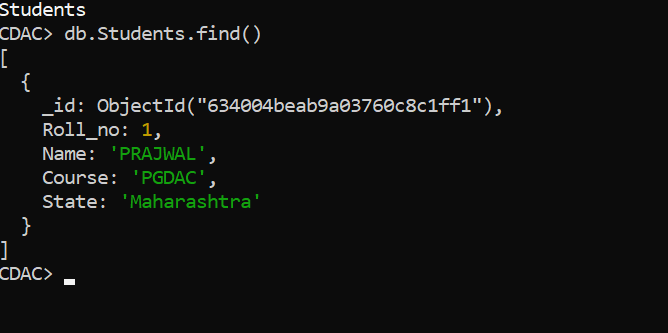 Students
CDAC> db.Students.find()
[
  {
    _id: ObjectId("634004beab9a03760c8c1ff1"),
    Roll_no: 1,
    Name: 'PRAJWAL',
    Course: 'PGDAC',
    State: 'Maharashtra'
  }
]
CDAC>